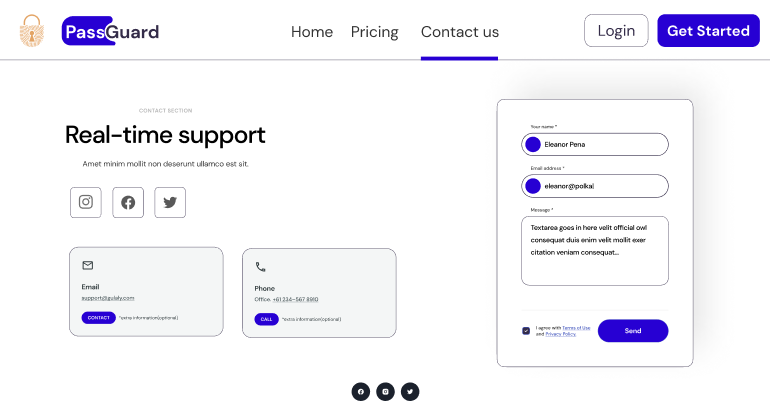 PassGuard
Home Pricing Contact us
Login
Get Started
CONTACT SECTION
Real-time support
Amet minim mollit non deserunt ullamco est sit.
Email
support@gulaly.com
CONTACT *extra information(optional)
Phone
Office: +61 234-567 8910
CALL *extra information(optional)
Your name *
Eleanor Pena
Email address *
eleanor@polka
Message *
Textarea goes in here velit official owl
consequat duis enim velit mollit exer
citation veniam consequat...
I agree with Terms of Use
and Privacy Policy.
Send